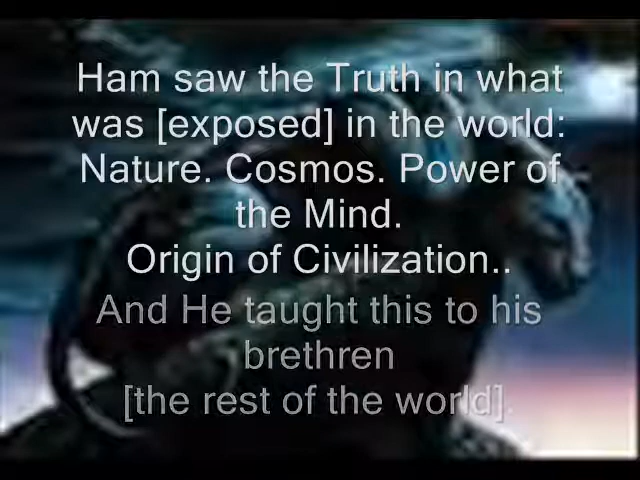 Ham saw the Truth in what
was [exposed] in the world:
Nature. Cosmos. Power of
the Mind.
Origin of Civilization..
And He taught this to his
brethren
[the rest of the world].